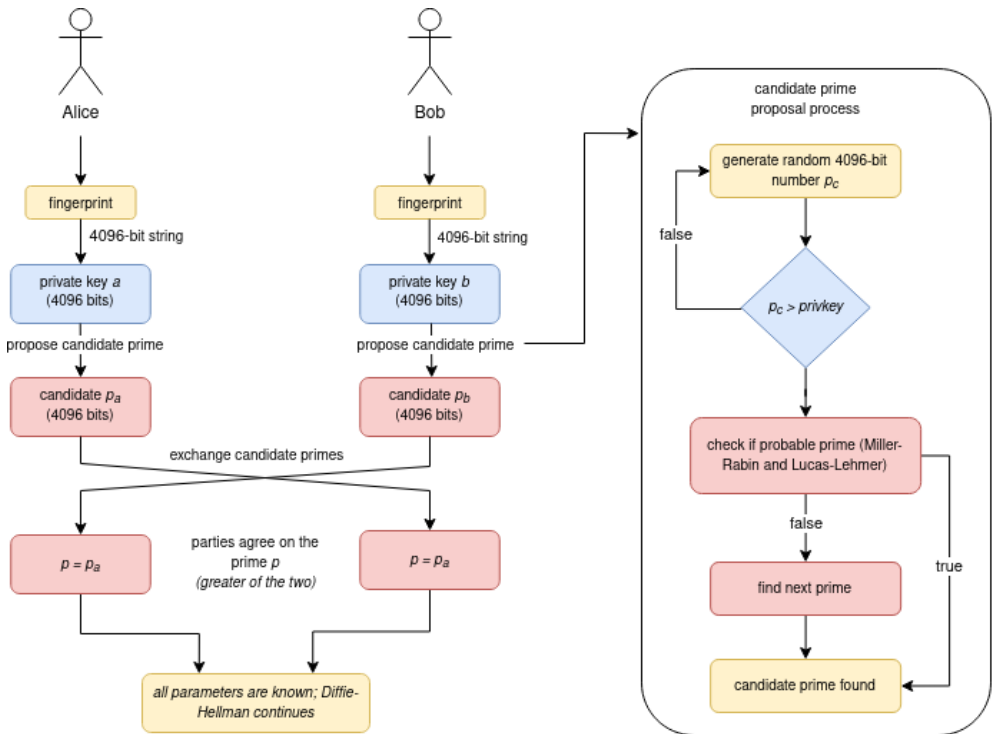 Alice
Bob
fingerprint
fingerprint
4096-bit string
4096-bit string
private key a
(4096 bits)
private key b
(4096 bits)
propose candidate prime
propose candidate prime
candidate pa
(4096 bits)
candidate pb
(4096 bits)
exchange candidate primes
p = pa
parties agree on the
prime p
(greater of the two)
p = pa
all parameters are known; Diffie-
Hellman continues
candidate prime
proposal process
generate random 4096-bit
number pc
false
pc > privkey
check if probable prime (Miller-
Rabin and Lucas-Lehmer)
false
true
find next prime
candidate prime found